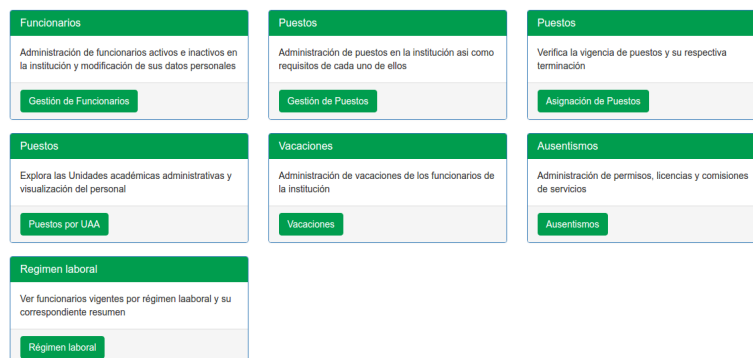 Funcionarios
Administración de funcionarios activos e inactivos en
la institución y modificación de sus datos personales
Gestión de Funcionarios
Puestos
Administración de puestos en la institución asi como
requisitos de cada uno de ellos
Gestión de Puestos
Puestos
Verifica la vigencia de puestos y su respectiva
terminación
Asignación de Puestos
Puestos
Explora las Unidades académicas administrativas y
visualización del personal
Puestos por UAA
Vacaciones
Administración de vacaciones de los funcionarios de
la institución
Vacaciones
Ausentismos
Administración de permisos, licencias y comisiones
de servicios
Ausentismos
Regimen laboral
Ver funcionarios vigentes por régimen laaboral y su
correspondiente resumen
Régimen laboral